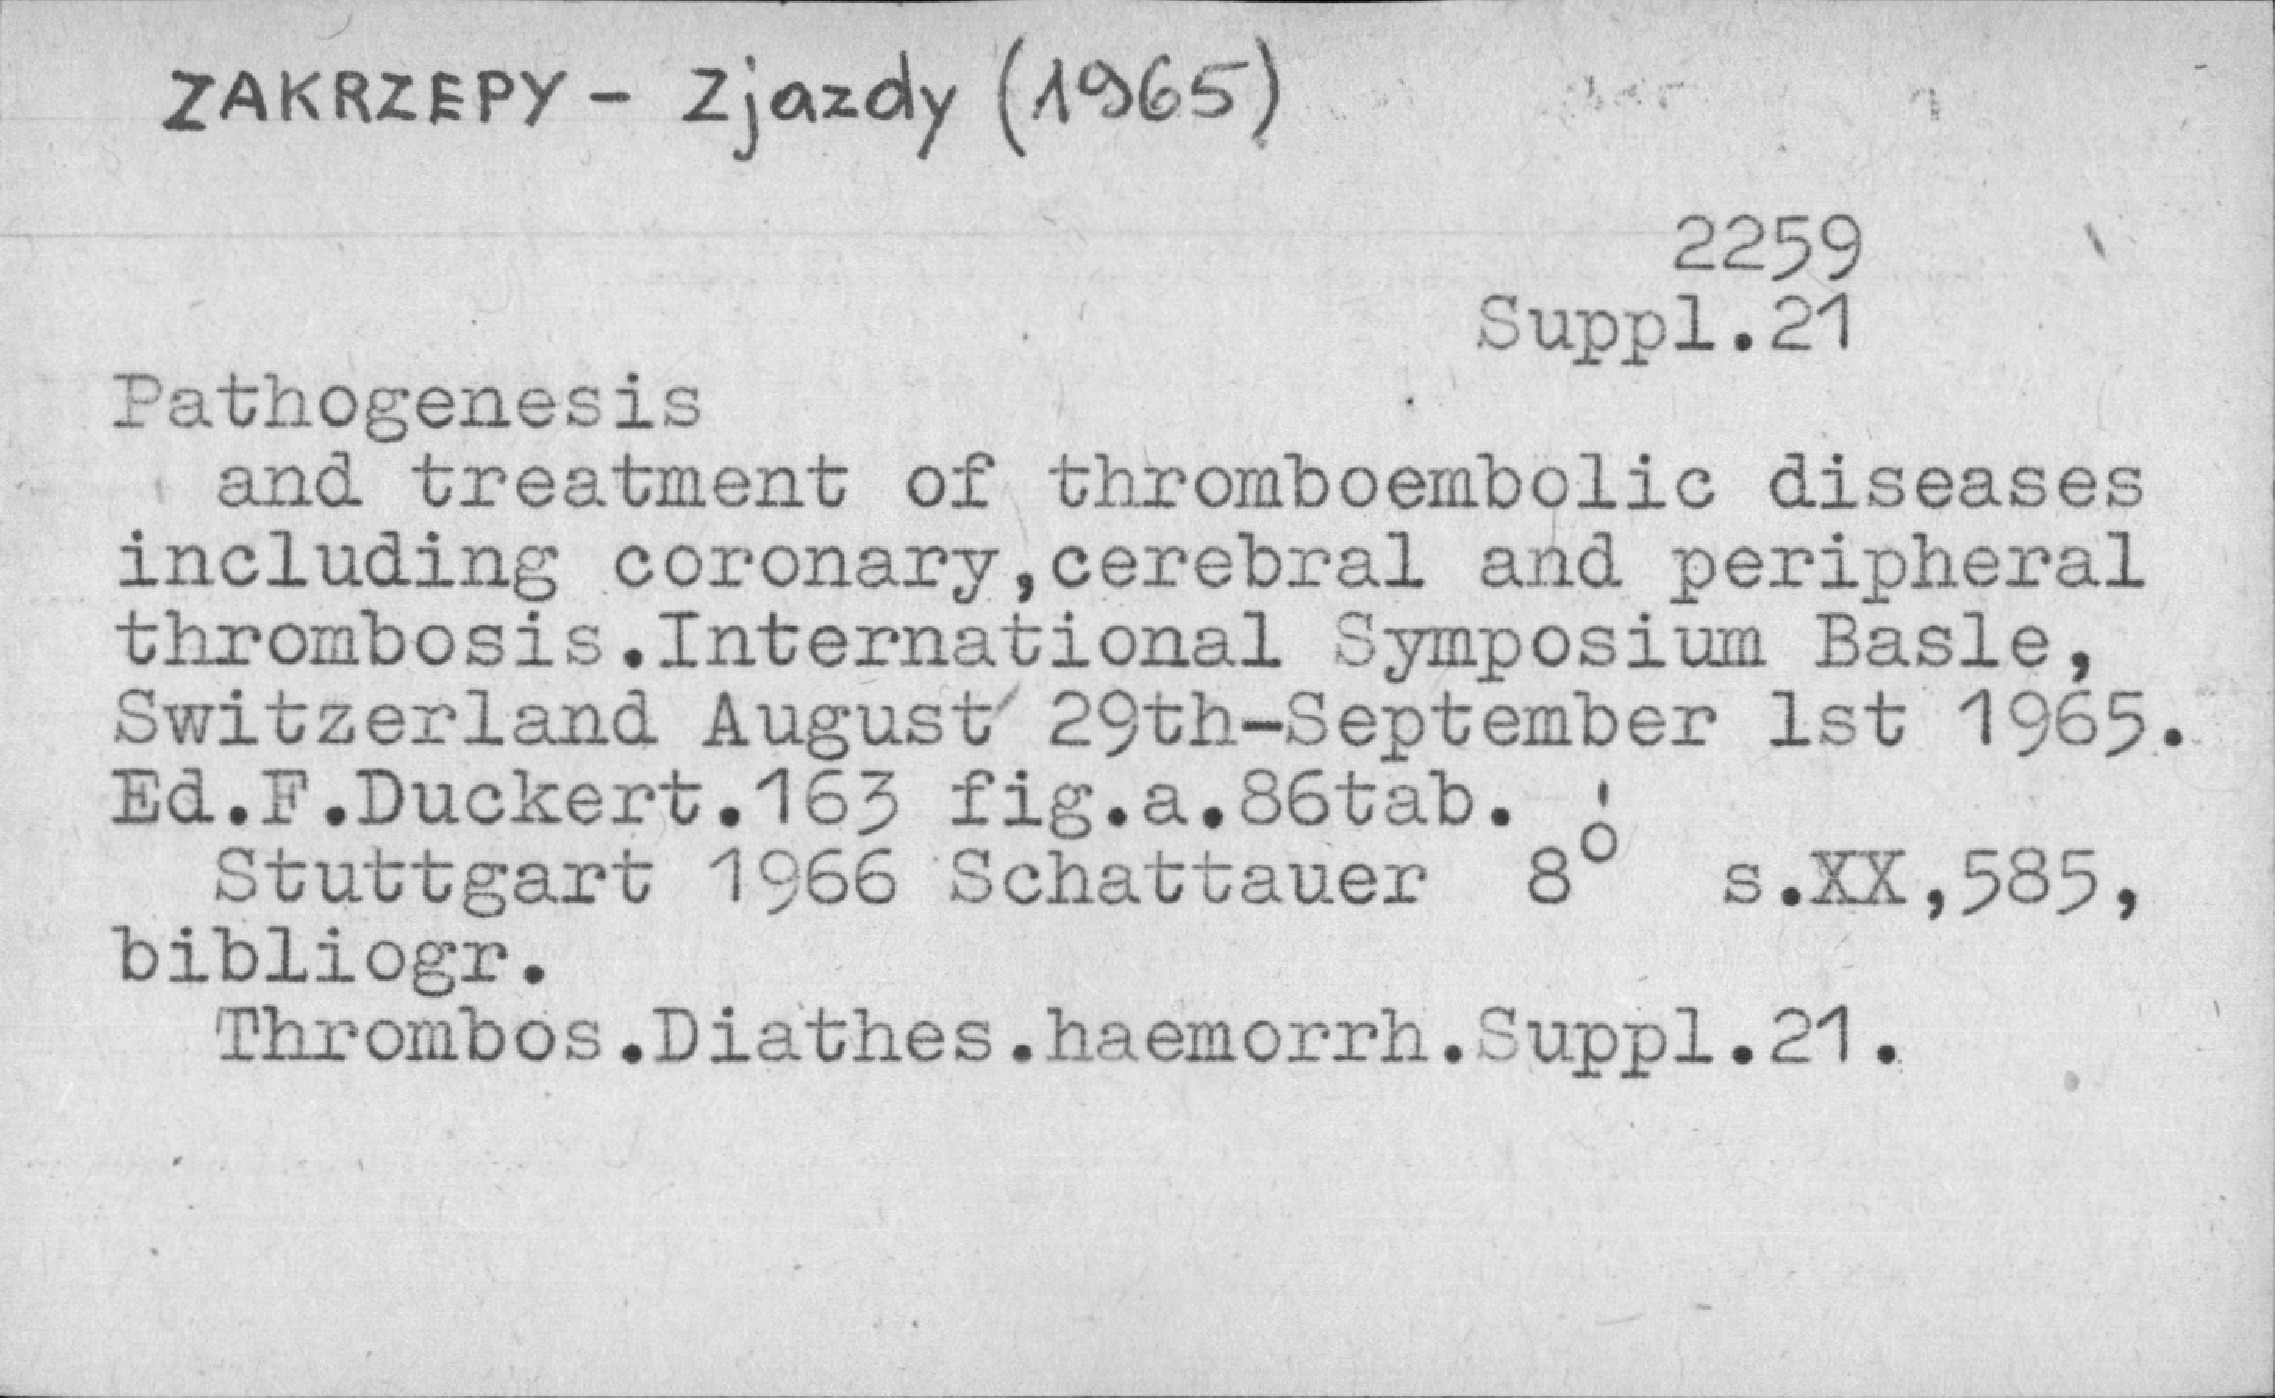 ZAKRZEPY - Zjazdy (1965)
2259
Suppl.21
Pathogenesis
and treatment of thromboembolic diseases
including coronary,cerebral and peripheral
thrombosis.International Symposium Basle,
Switzerland August 29th-September 1st 1965.
Ed.F.Duckert.163 fig.a.86tab.
Stuttgart 1966 Schattauer 8° s.XX,585,
bibliogr.
Thrombos.Diathes.haemorrh.Suppl.21.